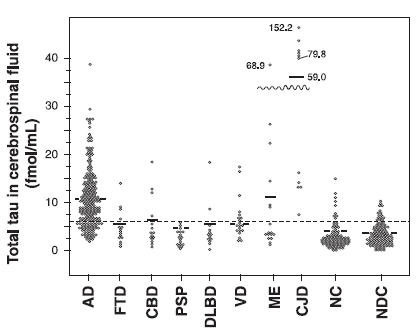 Total tau in cerebrospinal fluid
(fmol/mL)
40
30
20
10
0
152.2
79.8
68.9
59.0
AD
FTD
CBD
PSP
DLBD
VD
ME
CJD
NC
NDC